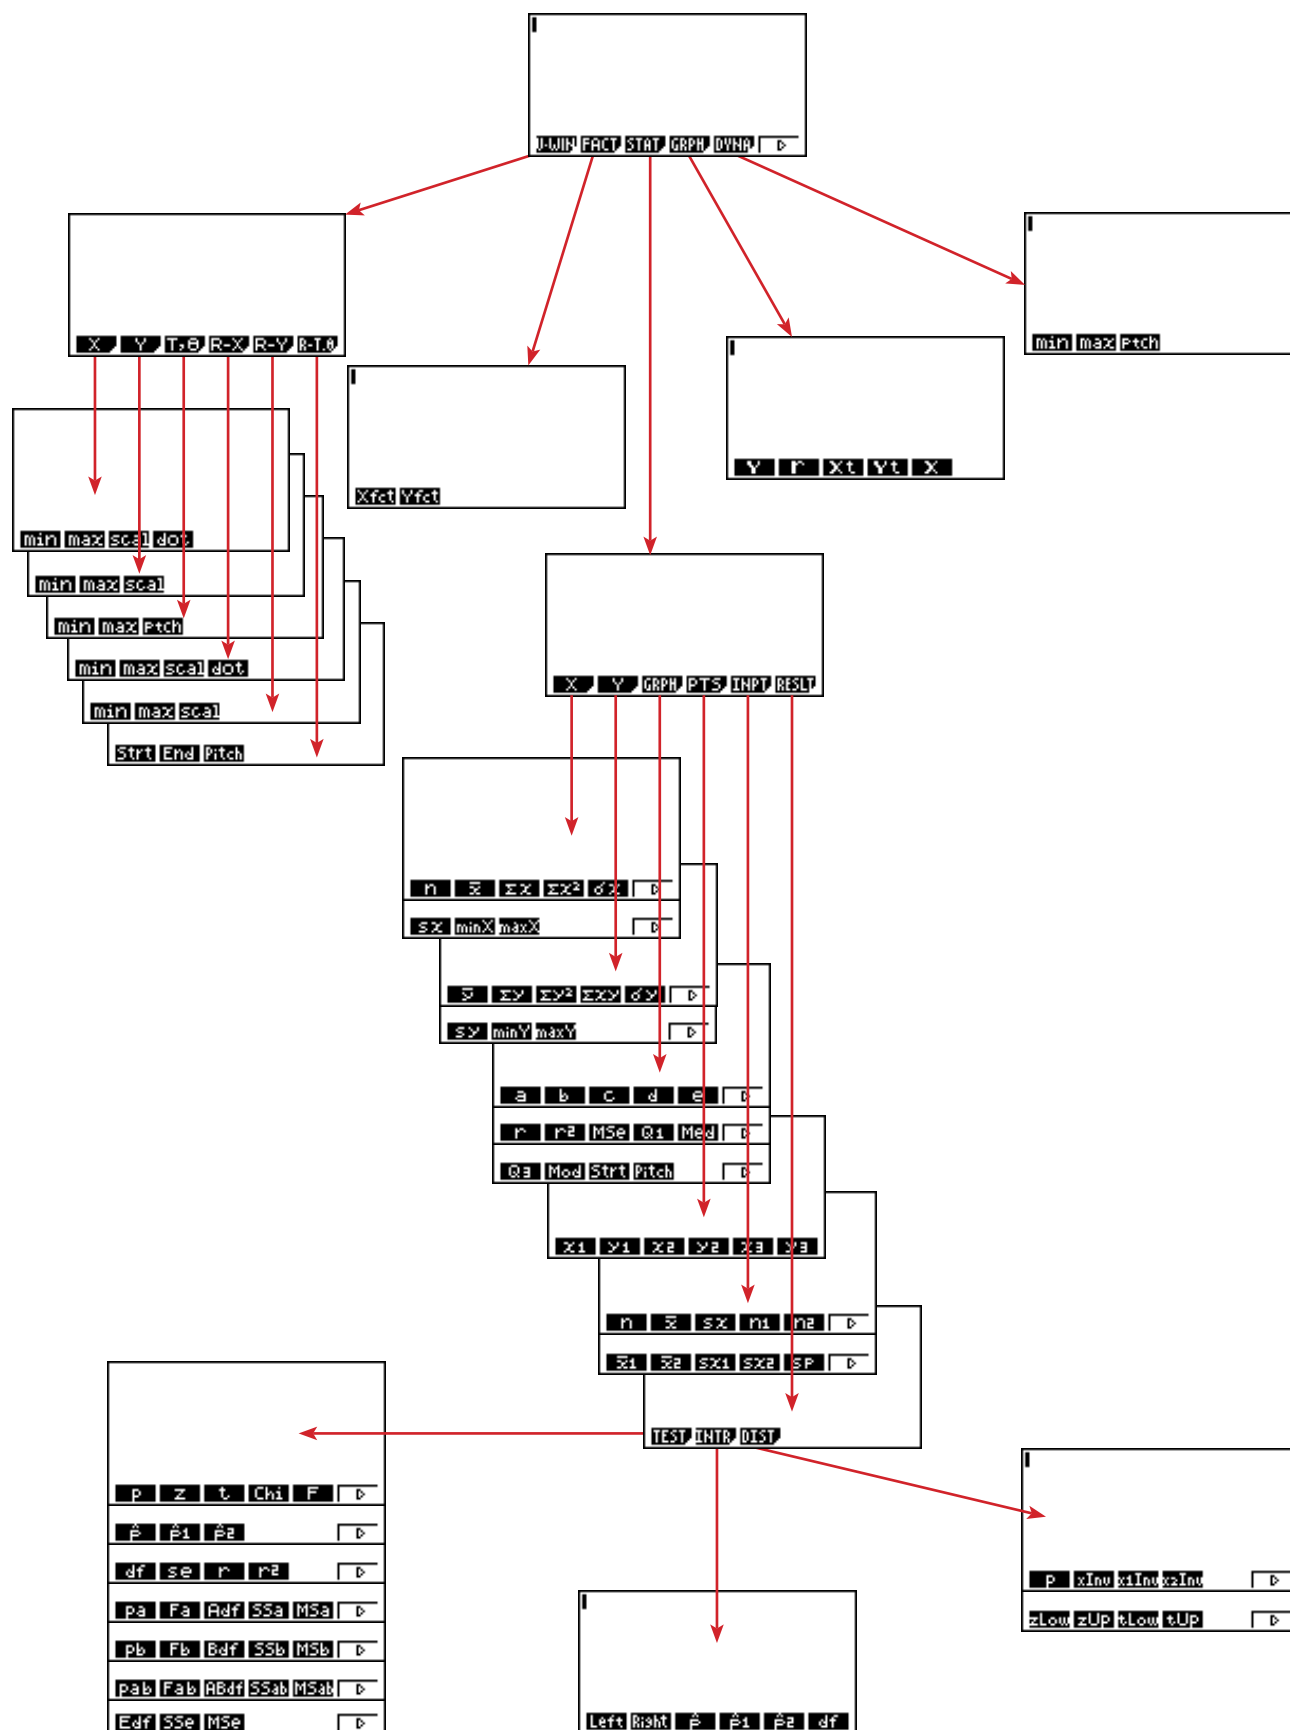 V-WIN FACT STAT GRPH DYNA
X Y T,θ R-X R-Y R-T,θ
min max Ptch
Xfct Yfct
Y r Xt Yt X
min max scal dot
min max scal
min max Ptch
min max scal dot
min max scal
Strt End Pitch
X Y GRPH PTS INPT RESLT
n x̄ Σx Σx² σx
sx minX maxX
ȳ Σy Σy² Σxy σy
sy minY maxY
a b c d e
r r² MSe Q1 Med
Q3 Mod Strt Pitch
x1 y1 x2 y2 x3 y3
n x̄ sx n1 n2
x̄1 x̄2 sx1 sx2 sp
TEST INTR DIST
p z t Chi F
p̂ p̂1 p̂2
df se r r²
pa Fa Adf SSa MSa
pb Fb Bdf SSb MSb
pab Fab ABdf SSab MSab
Edf SSe MSe
Left Right p̂ p̂1 p̂2 df
p xInv x1Inv x2Inv
zLow zUp tLow tUp